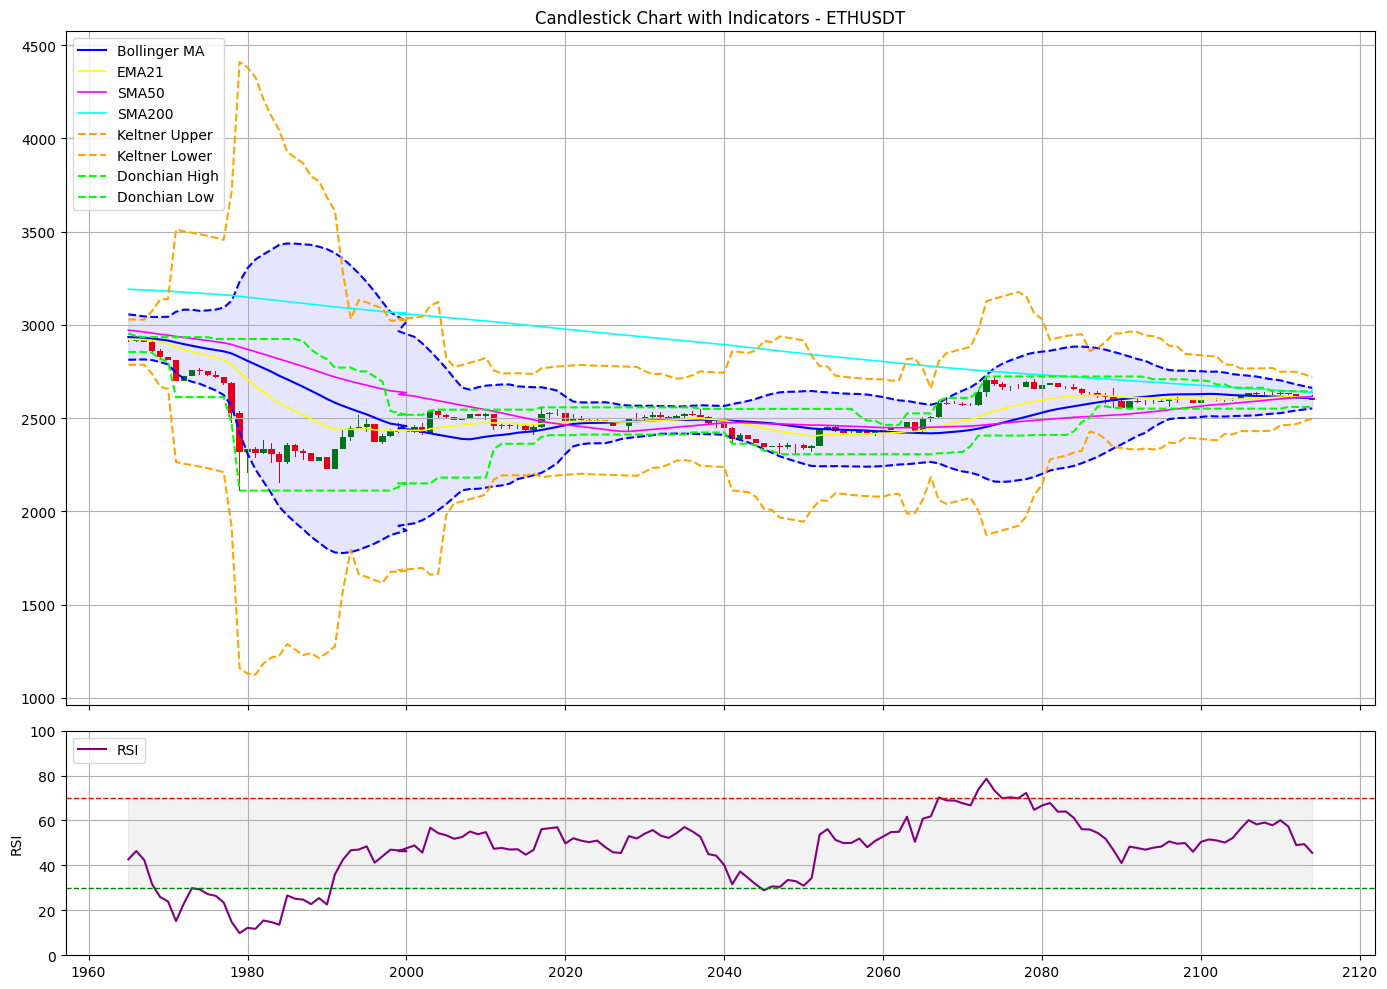 Candlestick Chart with Indicators - ETHUSDT
4500
4000
3500
3000
2500
2000
1500
1000
Bollinger MA
EMA21
SMA50
SMA200
Keltner Upper
Keltner Lower
Donchian High
Donchian Low
100
80
60
40
20
0
RSI
RSI
1960 1980 2000 2020 2040 2060 2080 2100 2120